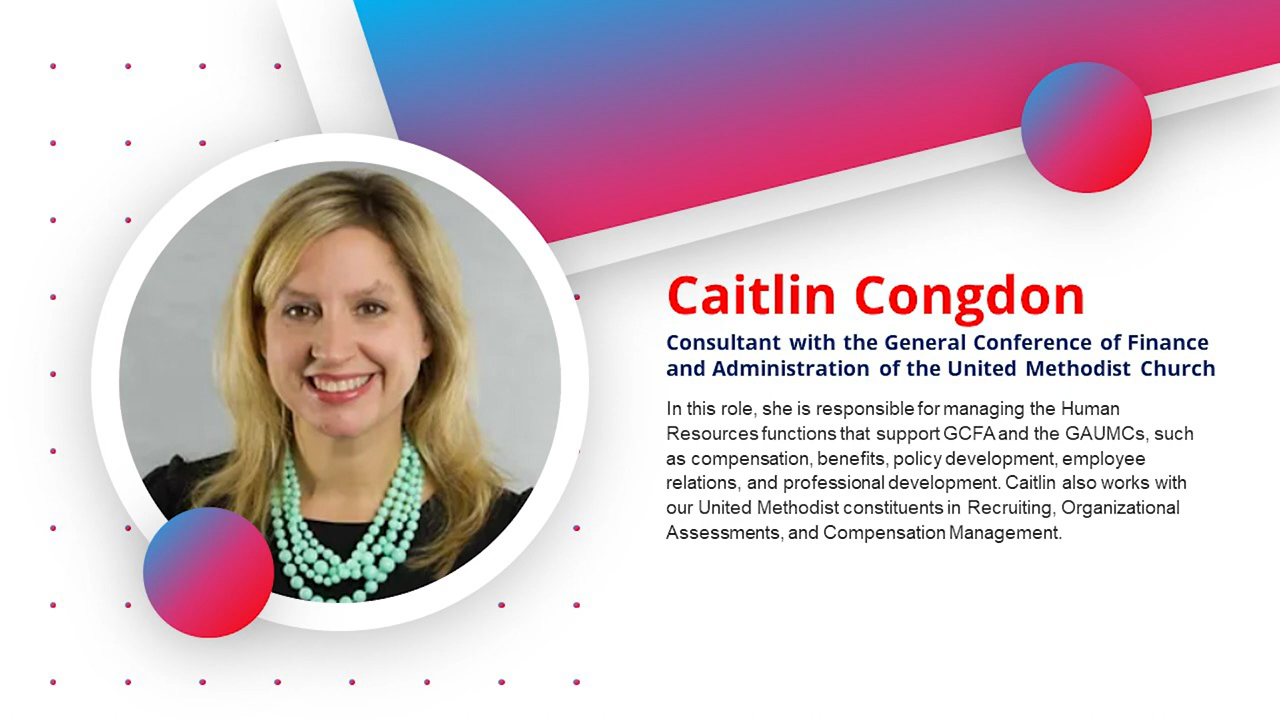 Caitlin Congdon
Consultant with the General Conference of Finance
and Administration of the United Methodist Church
In this role, she is responsible for managing the Human
Resources functions that support GCFA and the GAUMCs, such
as compensation, benefits, policy development, employee
relations, and professional development. Caitlin also works with
our United Methodist constituents in Recruiting, Organizational
Assessments, and Compensation Management.